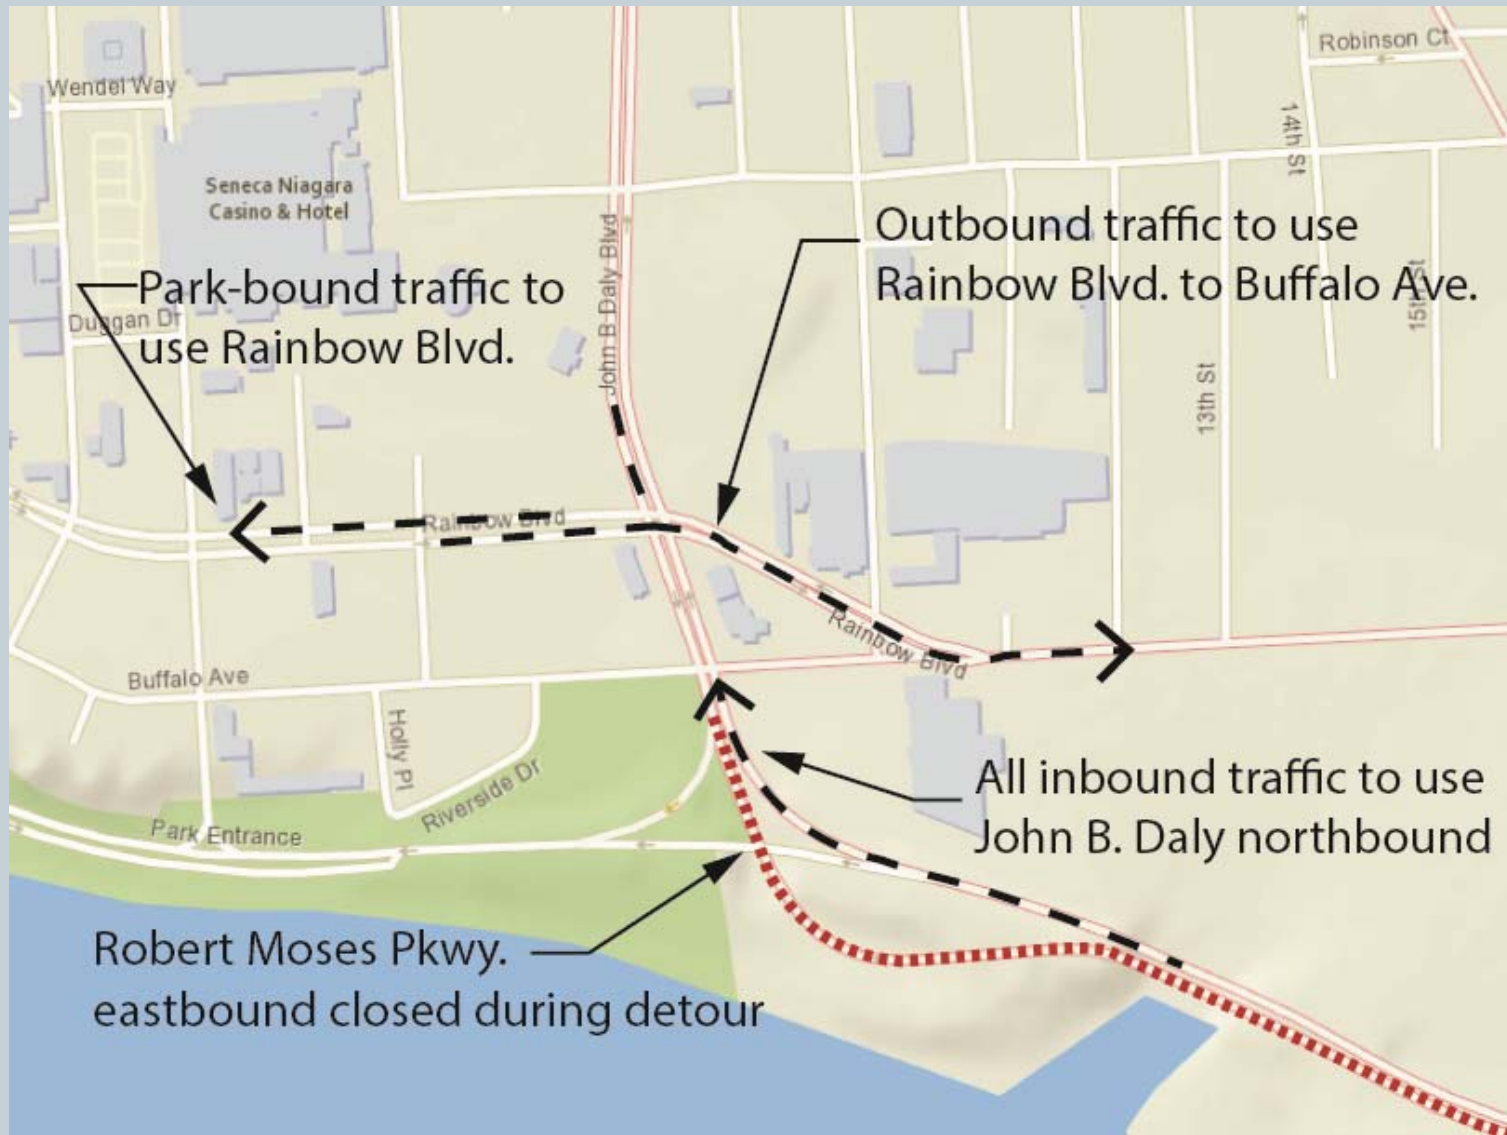 Robinson Ct
Wendel Way
14th St
Seneca Niagara
Casino & Hotel
John B Daly Blvd
Outbound traffic to use
Rainbow Blvd. to Buffalo Ave.
Park-bound traffic to
use Rainbow Blvd.
Duggan Dr
15th St
13th St
Rainbow Blvd
Rainbow Blvd
Buffalo Ave
Holly Pl
Riverside Dr
Park Entrance
All inbound traffic to use
John B. Daly northbound
Robert Moses Pkwy.
eastbound closed during detour